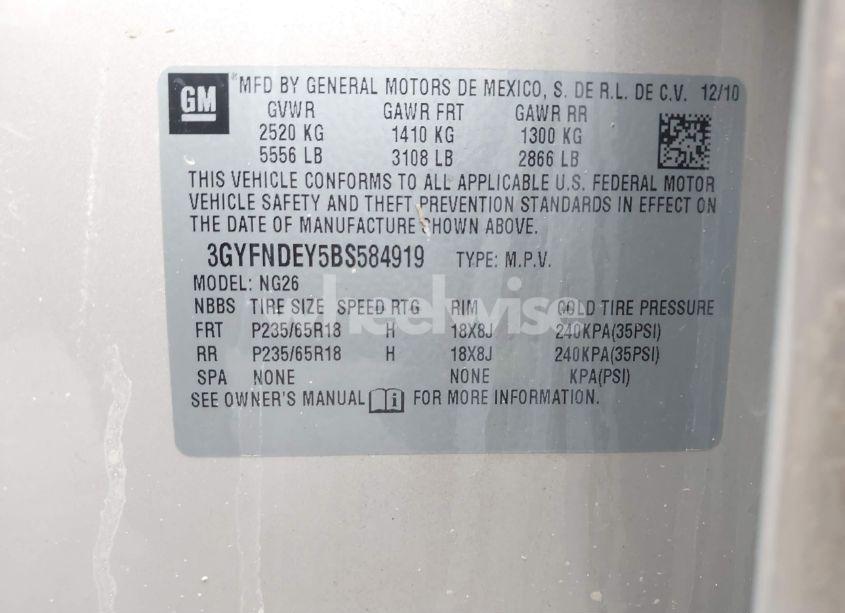 GM
MFD BY GENERAL MOTORS DE MEXICO, S. DE R.L. DE C.V. 12/10
GVWR GAWR FRT GAWR RR
2520 KG 1410 KG 1300 KG
5556 LB 3108 LB 2866 LB
THIS VEHICLE CONFORMS TO ALL APPLICABLE U.S. FEDERAL MOTOR
VEHICLE SAFETY AND THEFT PREVENTION STANDARDS IN EFFECT ON
THE DATE OF MANUFACTURE SHOWN ABOVE.
3GYFNDEY5BS584919 TYPE: M.P.V.
MODEL: NG26
NBBS TIRE SIZE SPEED RTG RIM COLD TIRE PRESSURE
wheelwise
FRT P235/65R18 H 18X8J 240KPA(35PSI)
RR P235/65R18 H 18X8J 240KPA(35PSI)
SPA NONE NONE KPA(PSI)
SEE OWNER'S MANUAL FOR MORE INFORMATION.